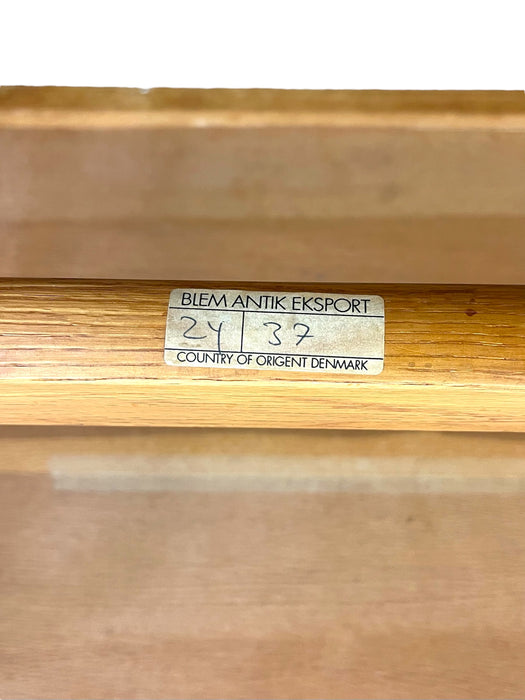 BLEM ANTIK EKSPORT
24 37
COUNTRY OF ORIGENT DENMARK